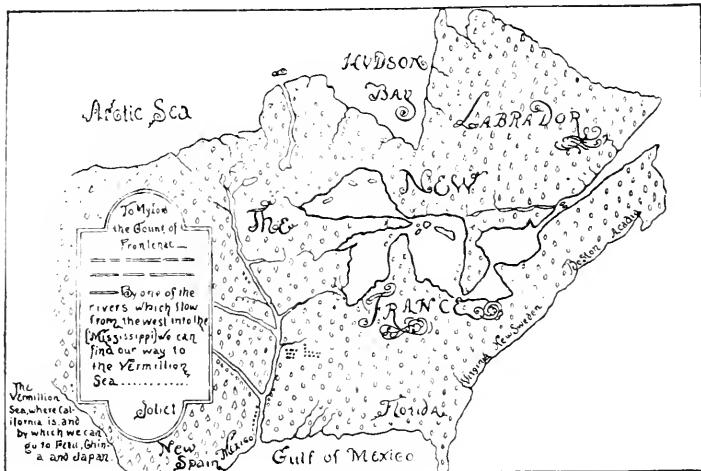 HUDSON
BAY
Arctic Sea
LABRADOR
NEW
The
FRANCE
To Mylord
the Count of
Frontenac
By one of the
rivers which flow
from the west into the
[Mississippi] we can
find our way to
the Vermillion
Sea............
Joliet
The
Vermillion
Sea, where Cal-
ifornia is, and
by which we can
go to Peru, Chin-
a and Japan.
New
Spain
Mexico
Gulf of Mexico
Florida
Virginia
New Sweden
Boston
Acadia